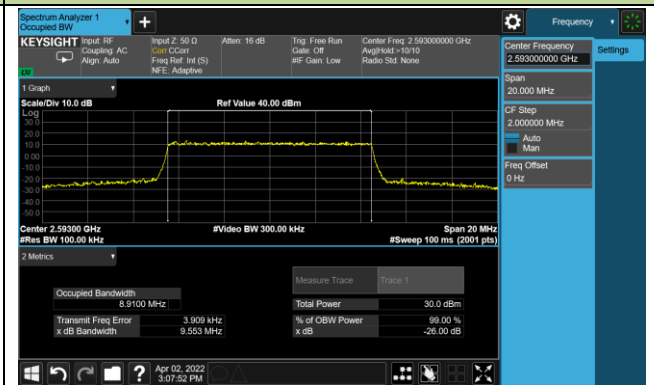 Spectrum Analyzer 1
Occupied BW
+
Frequency
KEYSIGHT
Input: RF
Coupling: AC
Align: Auto
Input Z: 50 Ω
Corr CCorr
Freq Ref: Int (S)
NFE: Adaptive
Atten: 16 dB
Trig: Free Run
Gate: Off
#IF Gain: Low
Center Freq: 2.593000000 GHz
Avg|Hold:>10/10
Radio Std: None
LU
Center Frequency
2.593000000 GHz
Settings
Span
20.000 MHz
CF Step
2.000000 MHz
Auto
Man
Freq Offset
0 Hz
1 Graph
Scale/Div 10.0 dB
Ref Value 40.00 dBm
Log
30.0
20.0
10.0
0.00
-10.0
-20.0
-30.0
-40.0
-50.0
Center 2.59300 GHz
#Video BW 300.00 kHz
Span 20 MHz
#Res BW 100.00 kHz
#Sweep 100 ms (2001 pts)
2 Metrics
Measure Trace
Trace 1
Occupied Bandwidth
8.9100 MHz
Total Power
30.0 dBm
Transmit Freq Error
3.909 kHz
% of OBW Power
99.00 %
x dB Bandwidth
9.553 MHz
x dB
-26.00 dB
?
Apr 02, 2022
3:07:52 PM